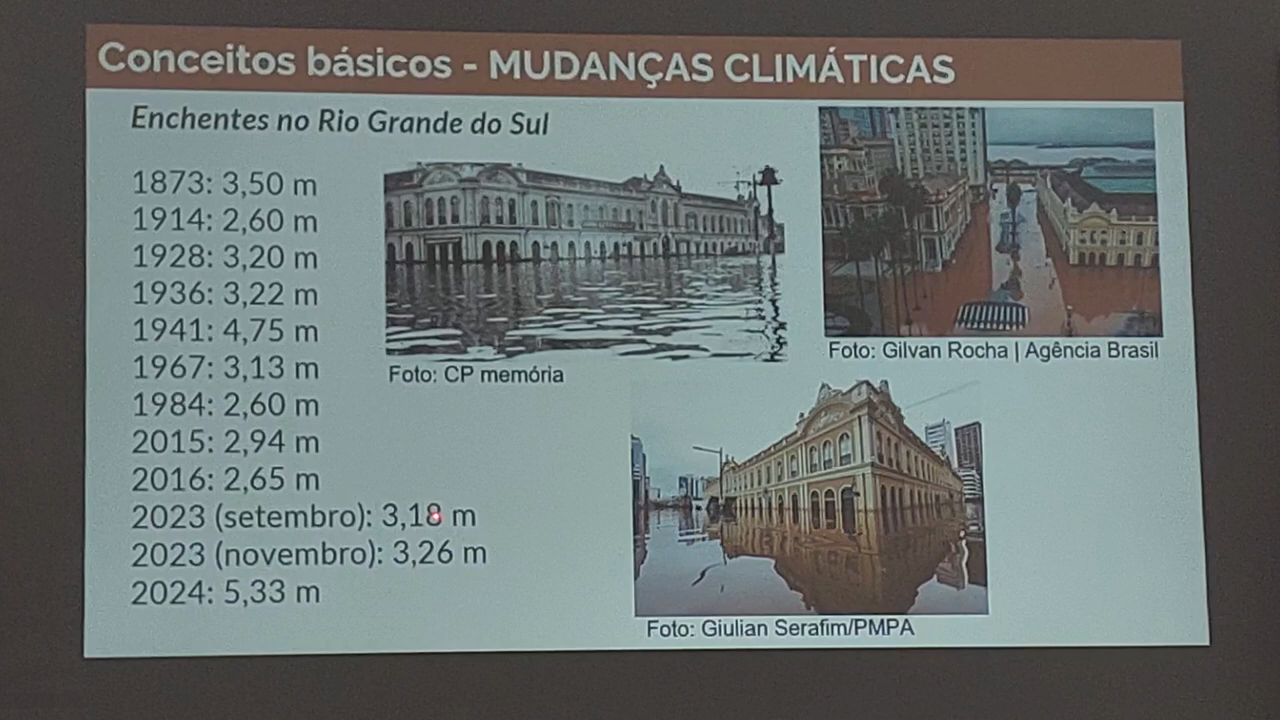 Conceitos básicos - MUDANÇAS CLIMÁTICAS
Enchentes no Rio Grande do Sul
1873: 3,50 m
1914: 2,60 m
1928: 3,20 m
1936: 3,22 m
1941: 4,75 m
1967: 3,13 m
1984: 2,60 m
2015: 2,94 m
2016: 2,65 m
2023 (setembro): 3,18 m
2023 (novembro): 3,26 m
2024: 5,33 m
Foto: CP memória
Foto: Gilvan Rocha | Agência Brasil
Foto: Giulian Serafim/PMPA